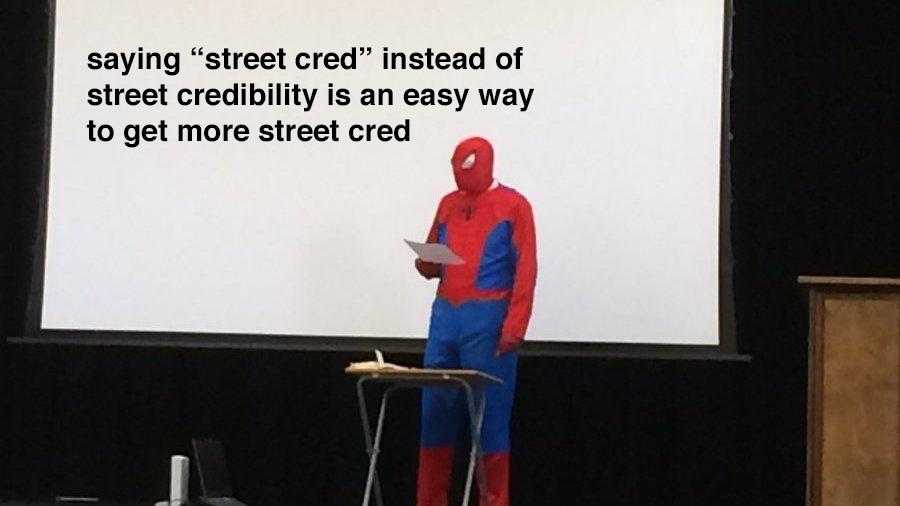 saying “street cred” instead of
street credibility is an easy way
to get more street cred